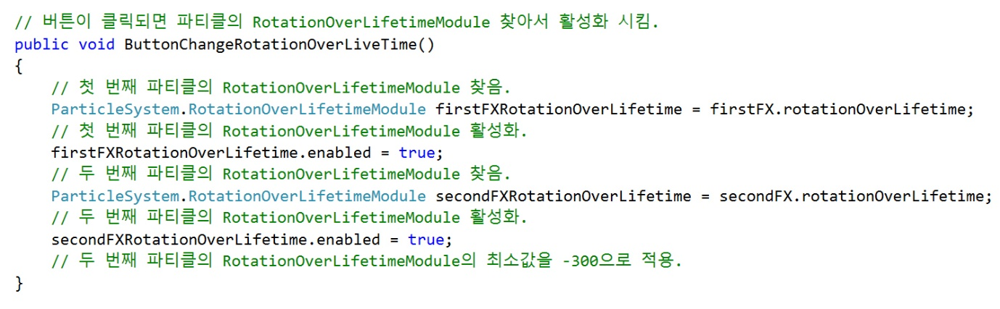 // 버튼이 클릭되면 파티클의 RotationOverLifetimeModule 찾아서 활성화 시킴.
public void ButtonChangeRotationOverLiveTime()
{
    // 첫 번째 파티클의 RotationOverLifetimeModule 찾음.
    ParticleSystem.RotationOverLifetimeModule firstFXRotationOverLifetime = firstFX.rotationOverLifetime;
    // 첫 번째 파티클의 RotationOverLifetimeModule 활성화.
    firstFXRotationOverLifetime.enabled = true;
    // 두 번째 파티클의 RotationOverLifetimeModule 찾음.
    ParticleSystem.RotationOverLifetimeModule secondFXRotationOverLifetime = secondFX.rotationOverLifetime;
    // 두 번째 파티클의 RotationOverLifetimeModule 활성화.
    secondFXRotationOverLifetime.enabled = true;
    // 두 번째 파티클의 RotationOverLifetimeModule의 최소값을 -300으로 적용.
}